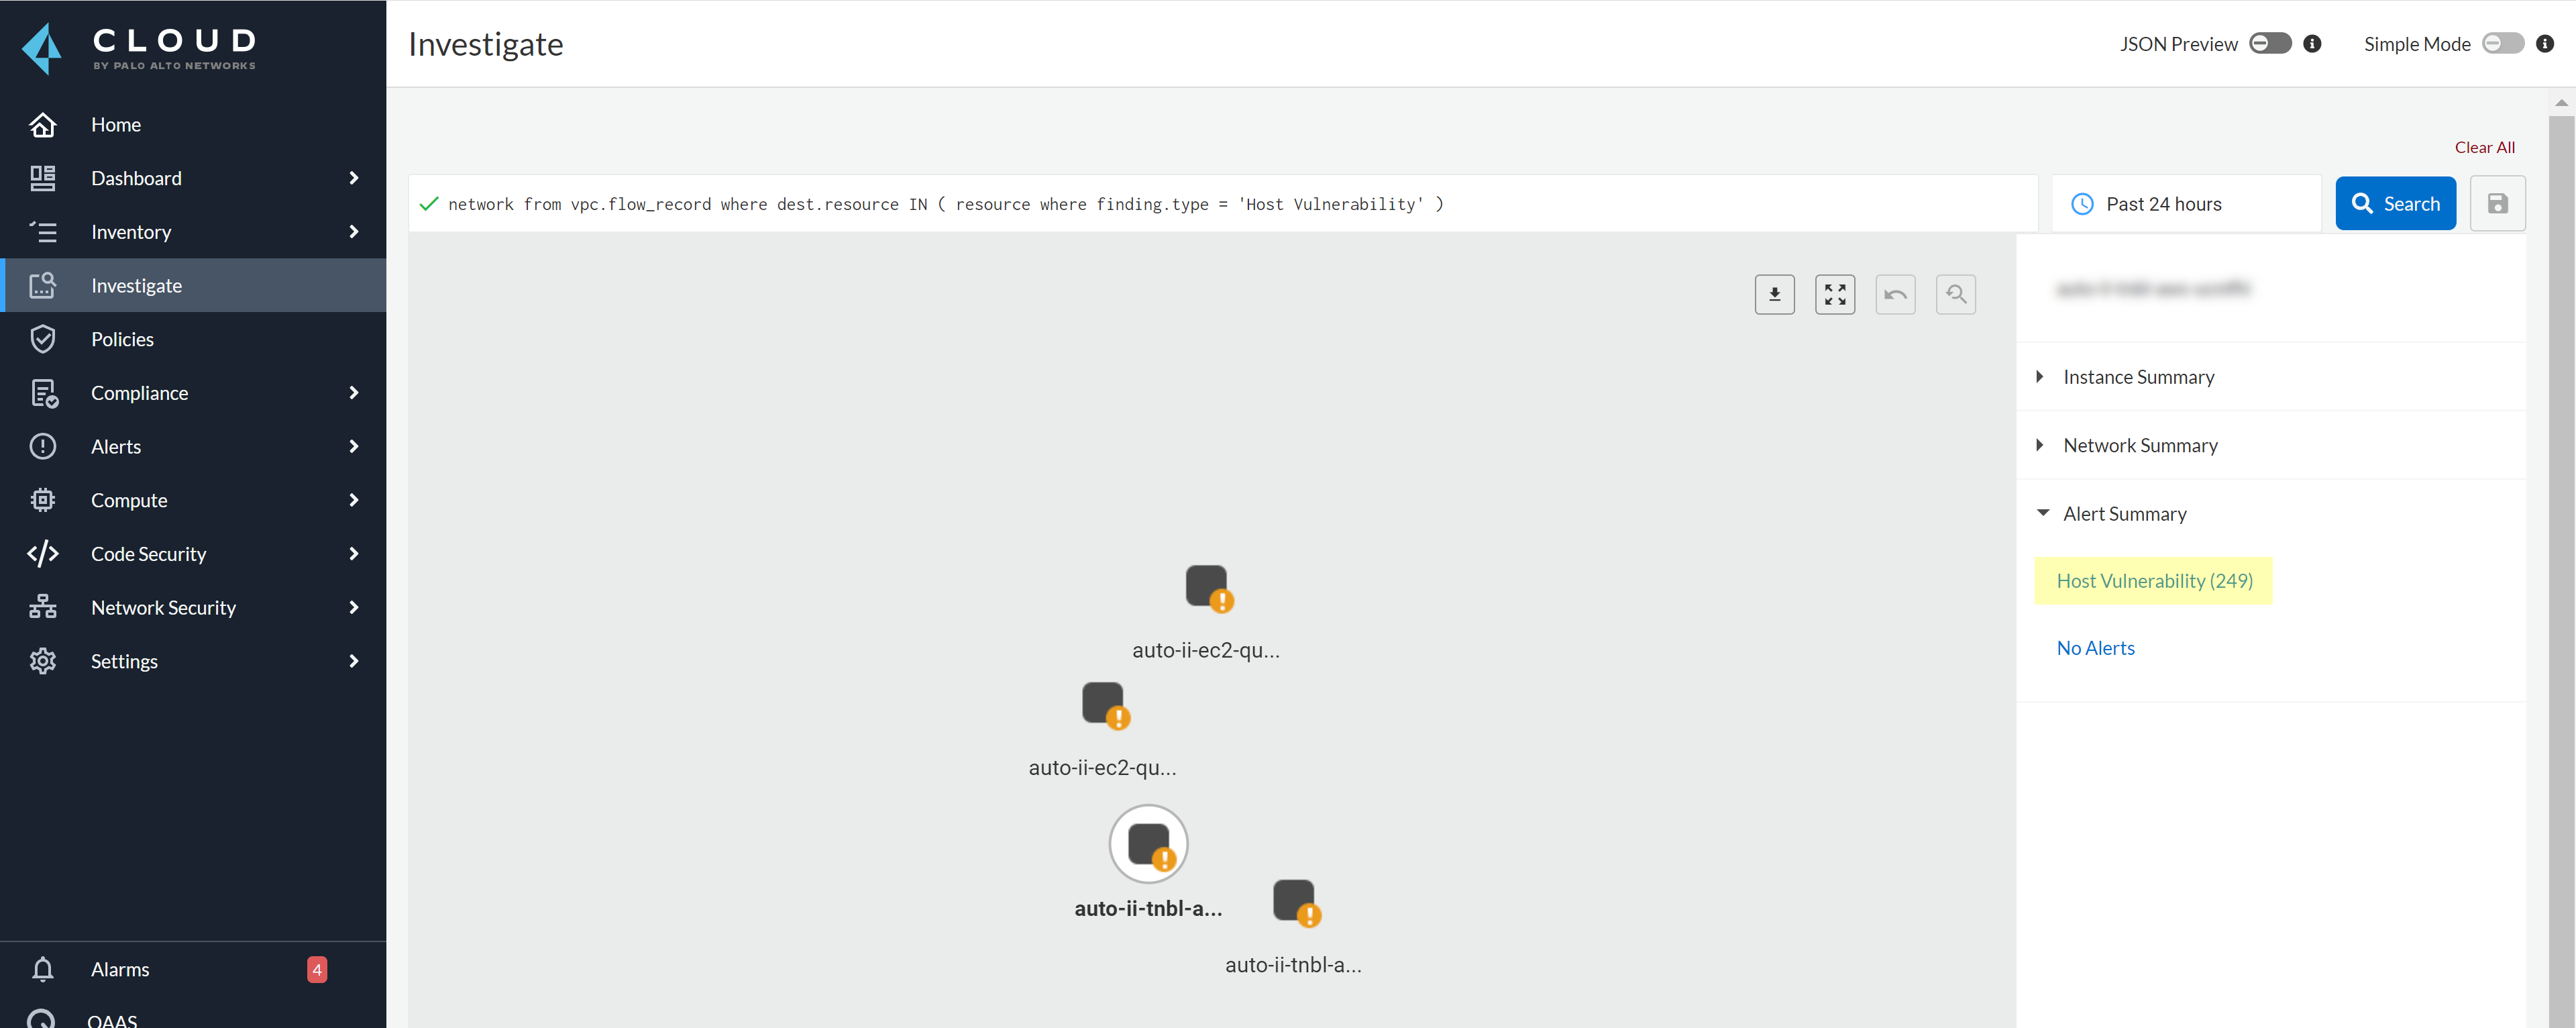 CLOUD
BY PALO ALTO NETWORKS
Home
Dashboard
Inventory
Investigate
Policies
Compliance
Alerts
Compute
Code Security
Network Security
Settings
Alarms 4
QAAS
Investigate
JSON Preview
Simple Mode
Clear All
network from vpc.flow_record where dest.resource IN ( resource where finding.type = 'Host Vulnerability' )
Past 24 hours
Search
auto-ii-ec2-qu...
auto-ii-ec2-qu...
auto-ii-tnbl-a...
auto-ii-tnbl-a...
Instance Summary
Network Summary
Alert Summary
Host Vulnerability (249)
No Alerts